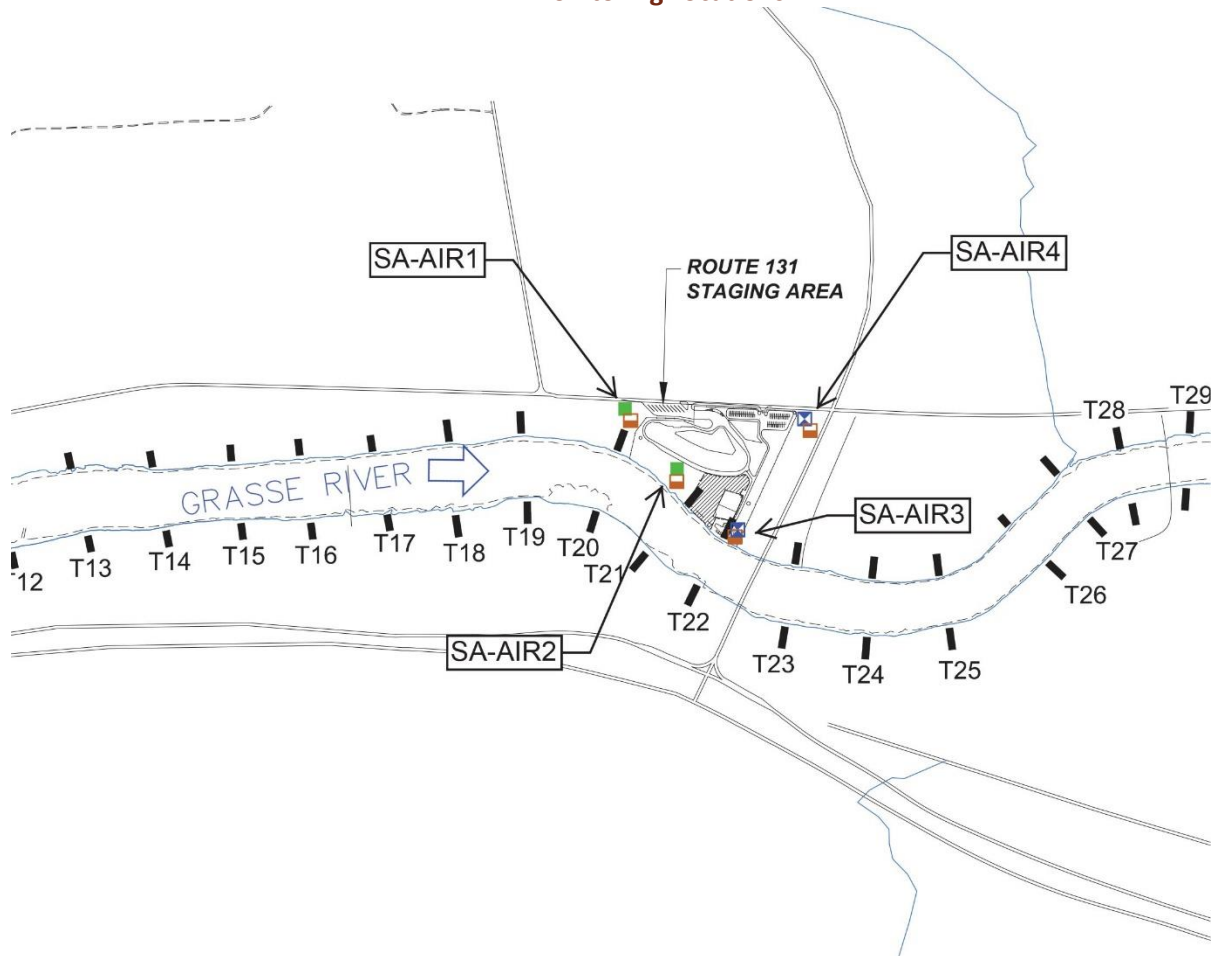 SA-AIR1
SA-AIR4
ROUTE 131
STAGING AREA
T28
T29
GRASSE RIVER
SA-AIR3
T13
T14
T15
T16
T17
T18
T19
T20
T21
T22
T23
T24
T25
T26
T27
SA-AIR2